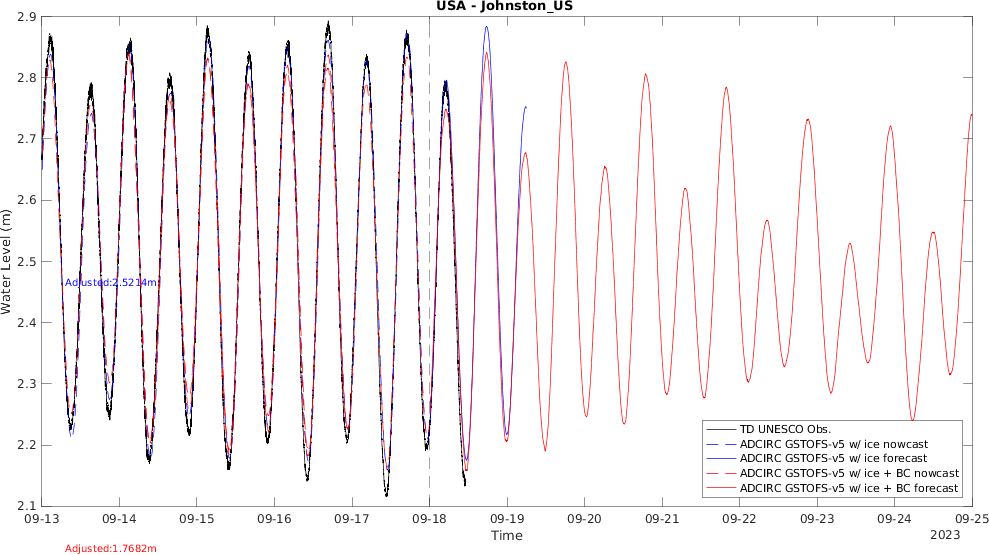 USA - Johnston_US
2.9
2.8
2.7
2.6
2.5
2.4
2.3
2.2
2.1
Water Level (m)
Adjusted:2.5214m
TD UNESCO Obs.
ADCIRC GSTOFS-v5 w/ ice nowcast
ADCIRC GSTOFS-v5 w/ ice forecast
ADCIRC GSTOFS-v5 w/ ice + BC nowcast
ADCIRC GSTOFS-v5 w/ ice + BC forecast
09-13 09-14 09-15 09-16 09-17 09-18 09-19 09-20 09-21 09-22 09-23 09-24 09-25
Time
2023
Adjusted:1.7682m